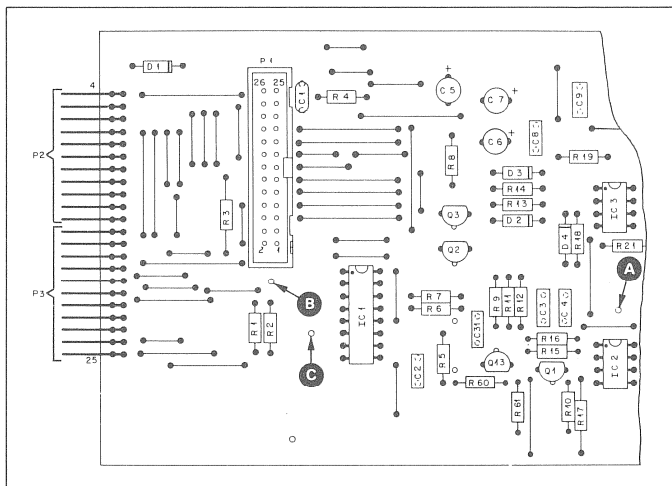 P1
4
D1
26 25
C1
R4
C5
+
C7
+
C9
C8
P2
C6
+
R8
R19
D3
R14
R13
D2
IC3
R3
Q3
Q2
D4
R18
R21
A
2 1
P3
B
IC1
R7
R6
R9
R11
R12
C3
C4
R1
R2
C
C31
R16
R15
IC2
25
C2
R5
Q13
Q1
R60
R61
R10
R17